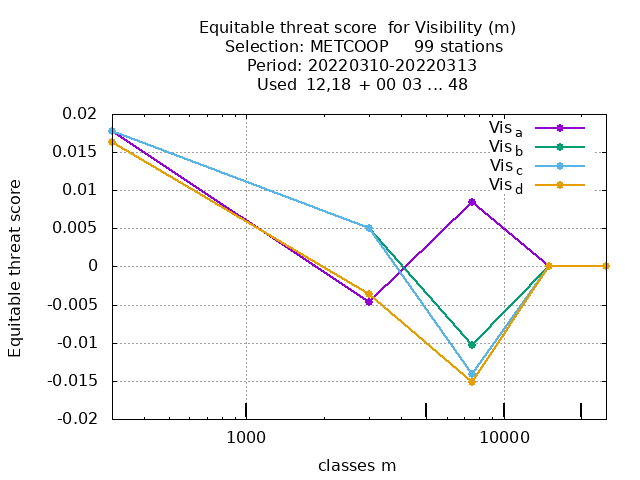 Equitable threat score  for Visibility (m)
Selection: METCOOP     99 stations
Period: 20220310-20220313
Used  12,18 + 00 03 ... 48
Equitable threat score
0.02
0.015
0.01
0.005
0
-0.005
-0.01
-0.015
-0.02
Vis a
Vis b
Vis c
Vis d
1000
10000
classes m